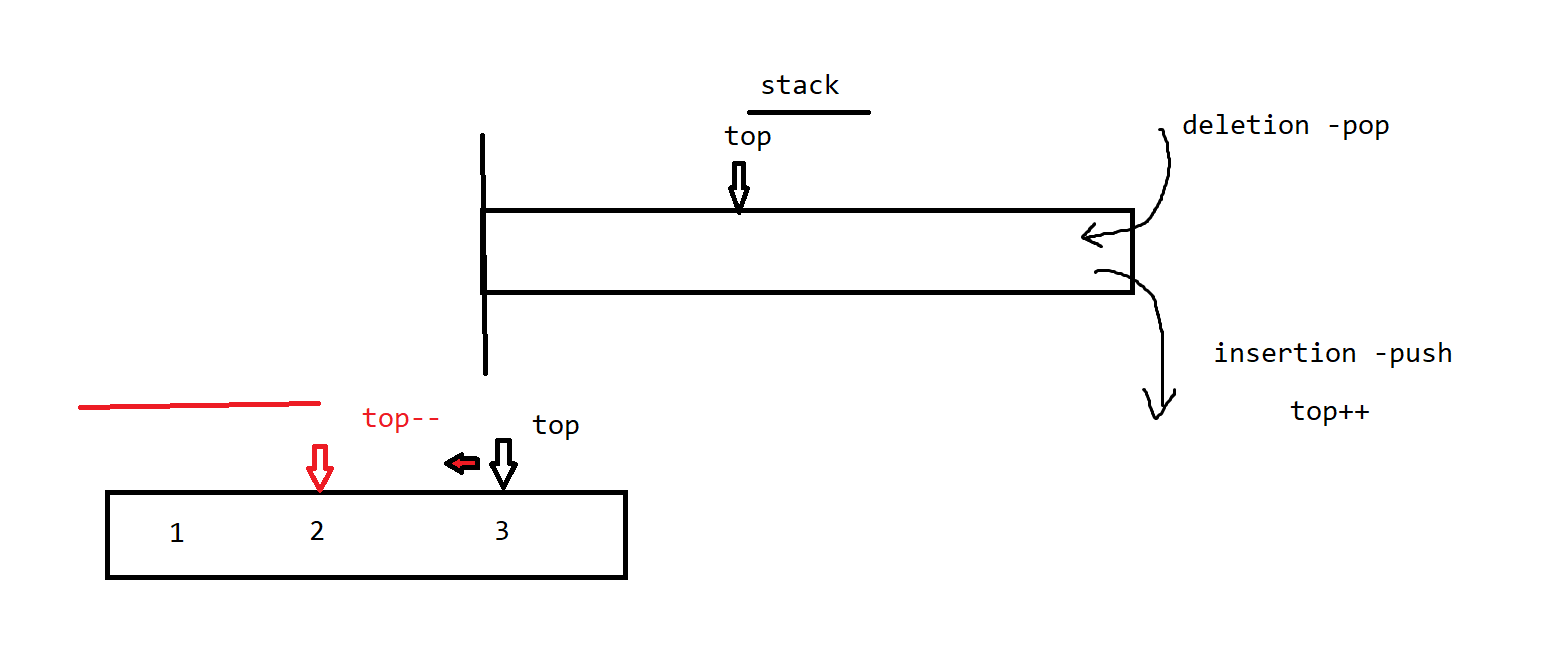 stack
top
deletion -pop
insertion -push
top++
top--
top
1 2 3